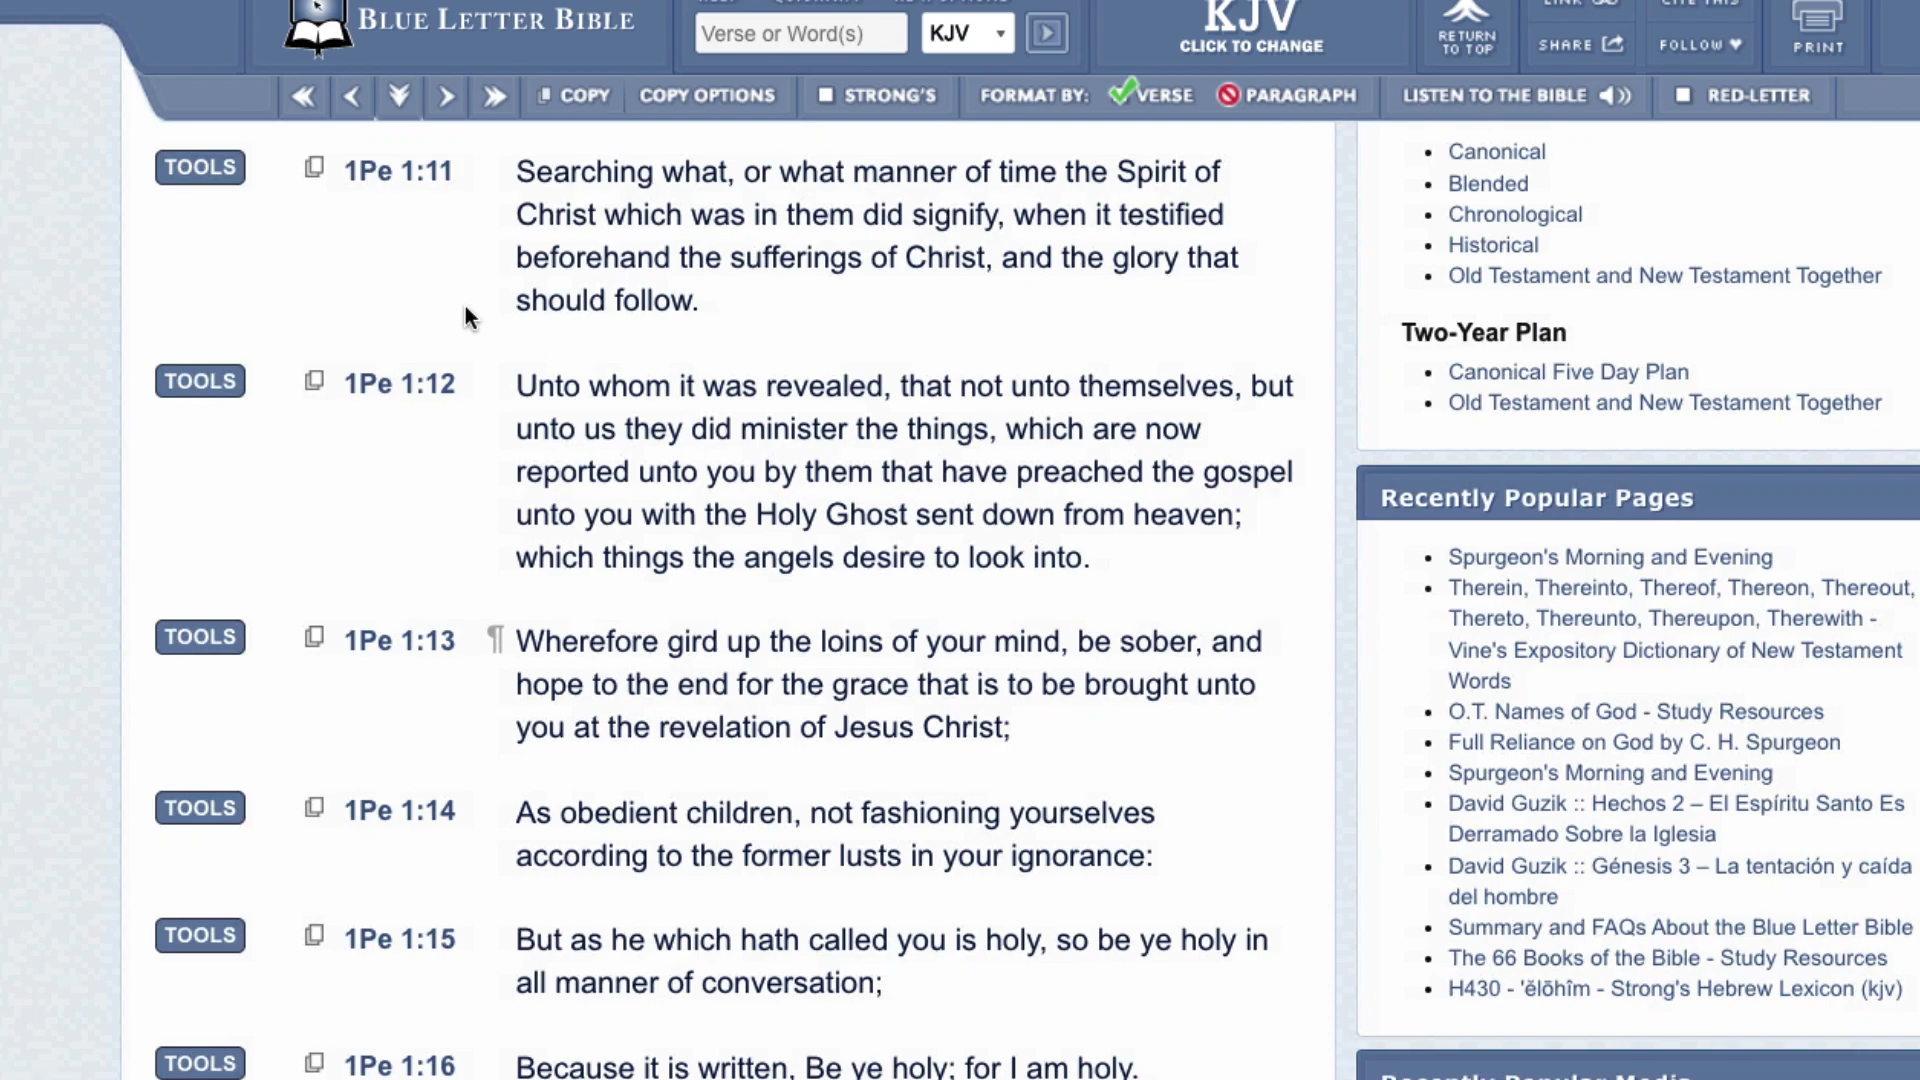 BLUE LETTER BIBLE
Verse or Word(s)
KJV
KJV
CLICK TO CHANGE
RETURN
TO TOP
SHARE
FOLLOW
PRINT
COPY
COPY OPTIONS
STRONG'S
FORMAT BY:
VERSE
PARAGRAPH
LISTEN TO THE BIBLE
RED-LETTER
TOOLS
1Pe 1:11
Searching what, or what manner of time the Spirit of
Christ which was in them did signify, when it testified
beforehand the sufferings of Christ, and the glory that
should follow.
TOOLS
1Pe 1:12
Unto whom it was revealed, that not unto themselves, but
unto us they did minister the things, which are now
reported unto you by them that have preached the gospel
unto you with the Holy Ghost sent down from heaven;
which things the angels desire to look into.
TOOLS
1Pe 1:13
¶ Wherefore gird up the loins of your mind, be sober, and
hope to the end for the grace that is to be brought unto
you at the revelation of Jesus Christ;
TOOLS
1Pe 1:14
As obedient children, not fashioning yourselves
according to the former lusts in your ignorance:
TOOLS
1Pe 1:15
But as he which hath called you is holy, so be ye holy in
all manner of conversation;
TOOLS
1Pe 1:16
Because it is written, Be ye holy; for I am holy.
Canonical
Blended
Chronological
Historical
Old Testament and New Testament Together
Two-Year Plan
Canonical Five Day Plan
Old Testament and New Testament Together
Recently Popular Pages
Spurgeon's Morning and Evening
Therein, Thereinto, Thereof, Thereon, Thereout,
Thereto, Thereunto, Thereupon, Therewith -
Vine's Expository Dictionary of New Testament
Words
O.T. Names of God - Study Resources
Full Reliance on God by C. H. Spurgeon
Spurgeon's Morning and Evening
David Guzik :: Hechos 2 – El Espíritu Santo Es
Derramado Sobre la Iglesia
David Guzik :: Génesis 3 – La tentación y caída
del hombre
Summary and FAQs About the Blue Letter Bible
The 66 Books of the Bible - Study Resources
H430 - 'ĕlōhîm - Strong's Hebrew Lexicon (kjv)